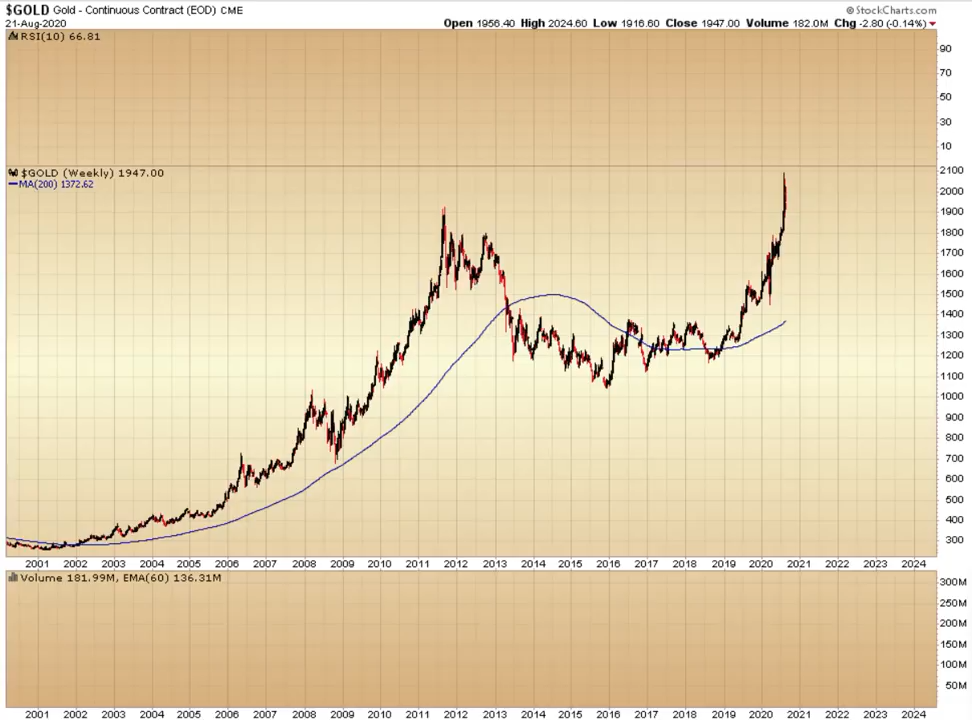 $GOLD Gold - Continuous Contract (EOD) CME
© StockCharts.com
21-Aug-2020
Open 1956.40 High 2024.60 Low 1916.60 Close 1947.00 Volume 182.0M Chg -2.80 (-0.14%)
RSI(10) 66.81
90
70
50
30
10
$GOLD (Weekly) 1947.00
MA(200) 1372.62
2100
2000
1900
1800
1700
1600
1500
1400
1300
1200
1100
1000
900
800
700
600
500
400
300
2001 2002 2003 2004 2005 2006 2007 2008 2009 2010 2011 2012 2013 2014 2015 2016 2017 2018 2019 2020 2021 2022 2023 2024
Volume 181.99M, EMA(60) 136.31M
300M
250M
200M
150M
100M
50M
2001 2002 2003 2004 2005 2006 2007 2008 2009 2010 2011 2012 2013 2014 2015 2016 2017 2018 2019 2020 2021 2022 2023 2024